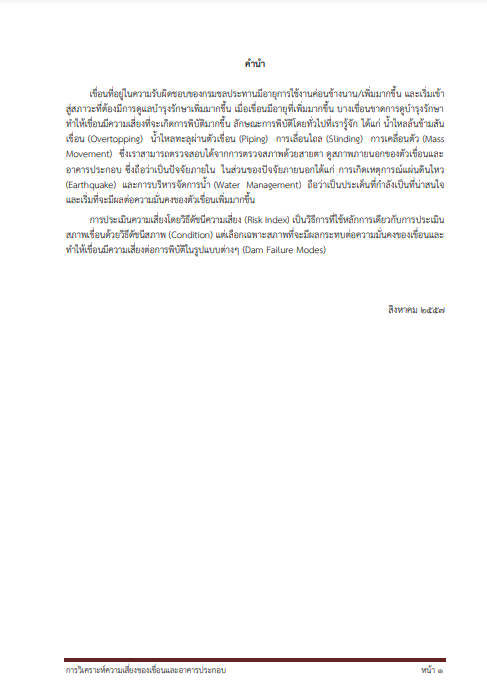 คำนำ
เขื่อนที่อยู่ในความรับผิดชอบของกรมชลประทานมีอายุการใช้งานค่อนข้างนาน/เพิ่มมากขึ้น และเริ่มเข้า
สู่สภาวะที่ต้องมีการดูแลบำรุงรักษาเพิ่มมากขึ้น เมื่อเขื่อนมีอายุที่เพิ่มมากขึ้น บางเขื่อนขาดการดูบำรุงรักษา
ทำให้เขื่อนมีความเสี่ยงที่จะเกิดการพิบัติมากขึ้น ลักษณะการพิบัติโดยทั่วไปที่เรารู้จัก ได้แก่ น้ำไหลล้นข้ามสัน
เขื่อน (Overtopping) น้ำไหลทะลุผ่านตัวเขื่อน (Piping) การเลื่อนไถล (Slinding) การเคลื่อนตัว (Mass
Movement) ซึ่งเราสามารถตรวจสอบได้จากการตรวจสภาพด้วยสายตา ดูสภาพภายนอกของตัวเขื่อนและ
อาคารประกอบ ซึ่งถือว่าเป็นปัจจัยภายใน ในส่วนของปัจจัยภายนอกได้แก่ การเกิดเหตุการณ์แผ่นดินไหว
(Earthquake) และการบริหารจัดการน้ำ (Water Management) ถือว่าเป็นประเด็นที่กำลังเป็นที่น่าสนใจ
และเริ่มที่จะมีผลต่อความมั่นคงของตัวเขื่อนเพิ่มมากขึ้น
การประเมินความเสี่ยงโดยวิธีดัชนีความเสี่ยง (Risk Index) เป็นวิธีการที่ใช้หลักการเดียวกับการประเมิน
สภาพเขื่อนด้วยวิธีดัชนีสภาพ (Condition) แต่เลือกเฉพาะสภาพที่จะมีผลกระทบต่อความมั่นคงของเขื่อนและ
ทำให้เขื่อนมีความเสี่ยงต่อการพิบัติในรูปแบบต่างๆ (Dam Failure Modes)
สิงหาคม ๒๕๕๗
การวิเคราะห์ความเสี่ยงของเขื่อนและอาคารประกอบ หน้า ๑